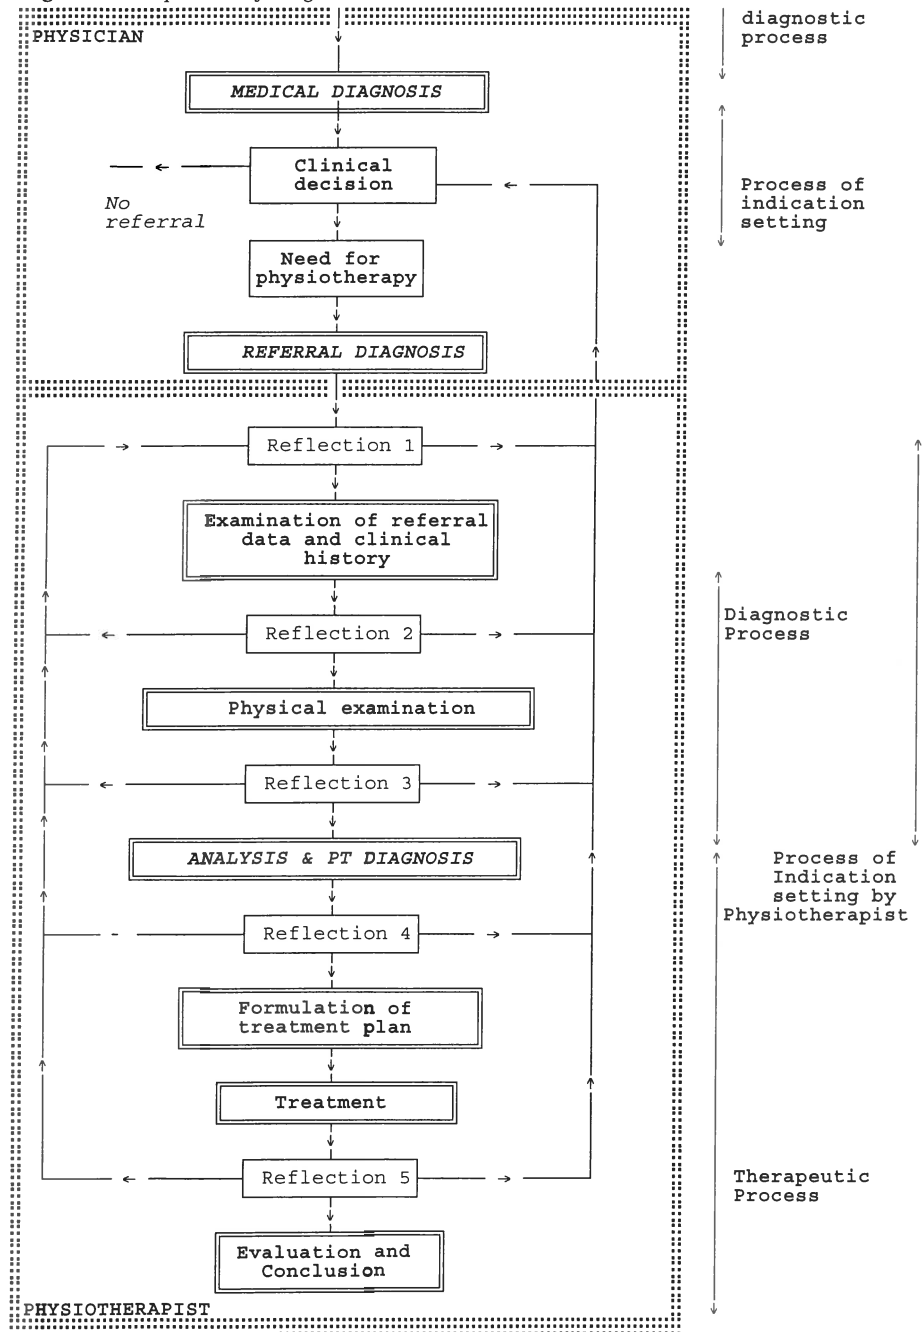 PHYSICIAN
diagnostic
process
MEDICAL DIAGNOSIS
Clinical
decision
No
referral
Process of
indication
setting
Need for
physiotherapy
REFERRAL DIAGNOSIS
Reflection 1
Examination of referral
data and clinical
history
Reflection 2
Diagnostic
Process
Physical examination
Reflection 3
ANALYSIS & PT DIAGNOSIS
Process of
Indication
setting by
Physiotherapist
Reflection 4
Formulation of
treatment plan
Treatment
Reflection 5
Therapeutic
Process
Evaluation and
Conclusion
PHYSIOTHERAPIST